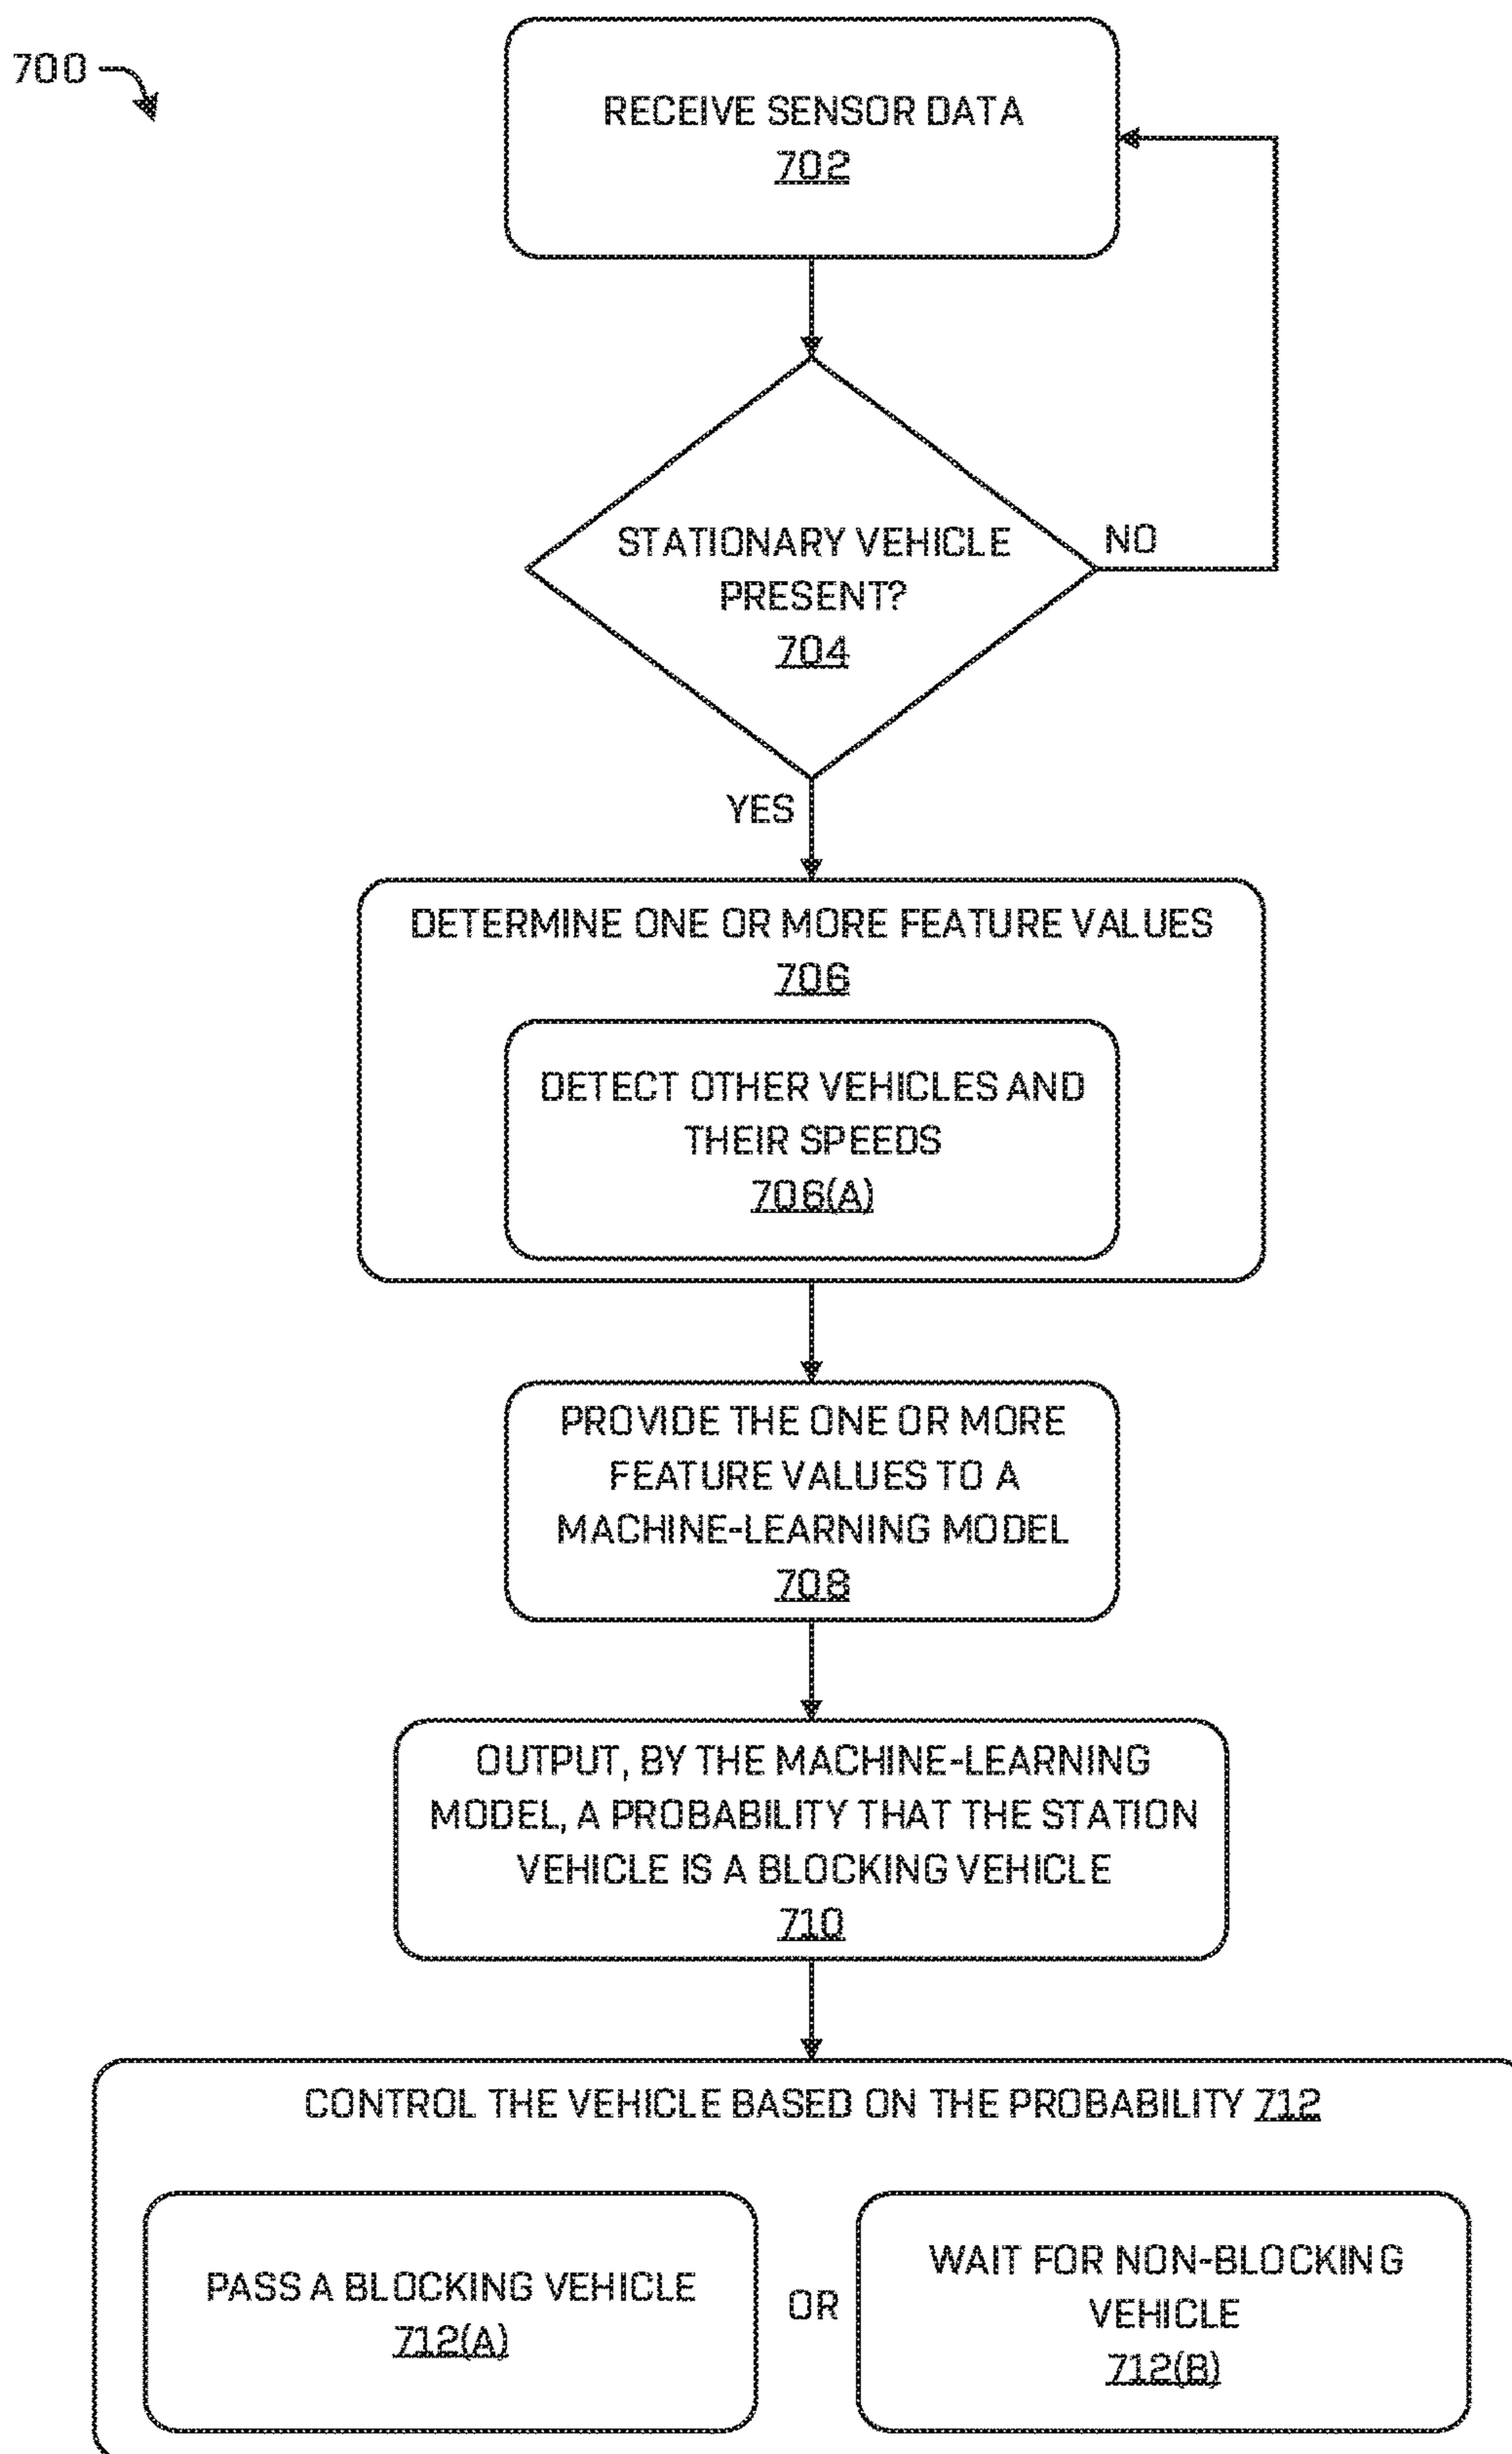 700
RECEIVE SENSOR DATA
702
STATIONARY VEHICLE
PRESENT?
704
NO
YES
DETERMINE ONE OR MORE FEATURE VALUES
706
DETECT OTHER VEHICLES AND
THEIR SPEEDS
706(A)
PROVIDE THE ONE OR MORE
FEATURE VALUES TO A
MACHINE-LEARNING MODEL
708
OUTPUT, BY THE MACHINE-LEARNING
MODEL, A PROBABILITY THAT THE STATION
VEHICLE IS A BLOCKING VEHICLE
710
CONTROL THE VEHICLE BASED ON THE PROBABILITY 712
PASS A BLOCKING VEHICLE
712(A)
OR
WAIT FOR NON-BLOCKING
VEHICLE
712(B)